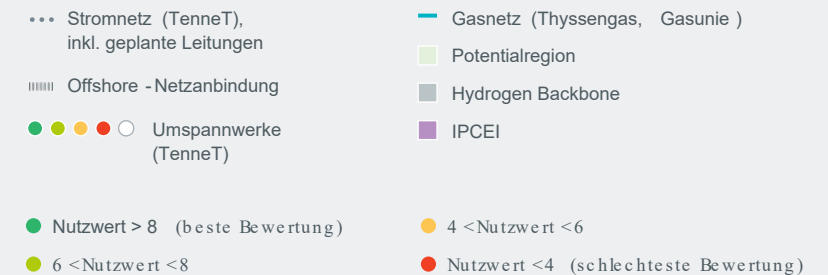 Stromnetz (TenneT),
inkl. geplante Leitungen
Offshore - Netzanbindung
Umspannwerke
(TenneT)
Gasnetz (Thyssengas, Gasunie )
Potentialregion
Hydrogen Backbone
IPCEI
Nutzwert > 8 (beste Bewertung)
6 <Nutzwert <8
4 <Nutzwert <6
Nutzwert <4 (schlechteste Bewertung)